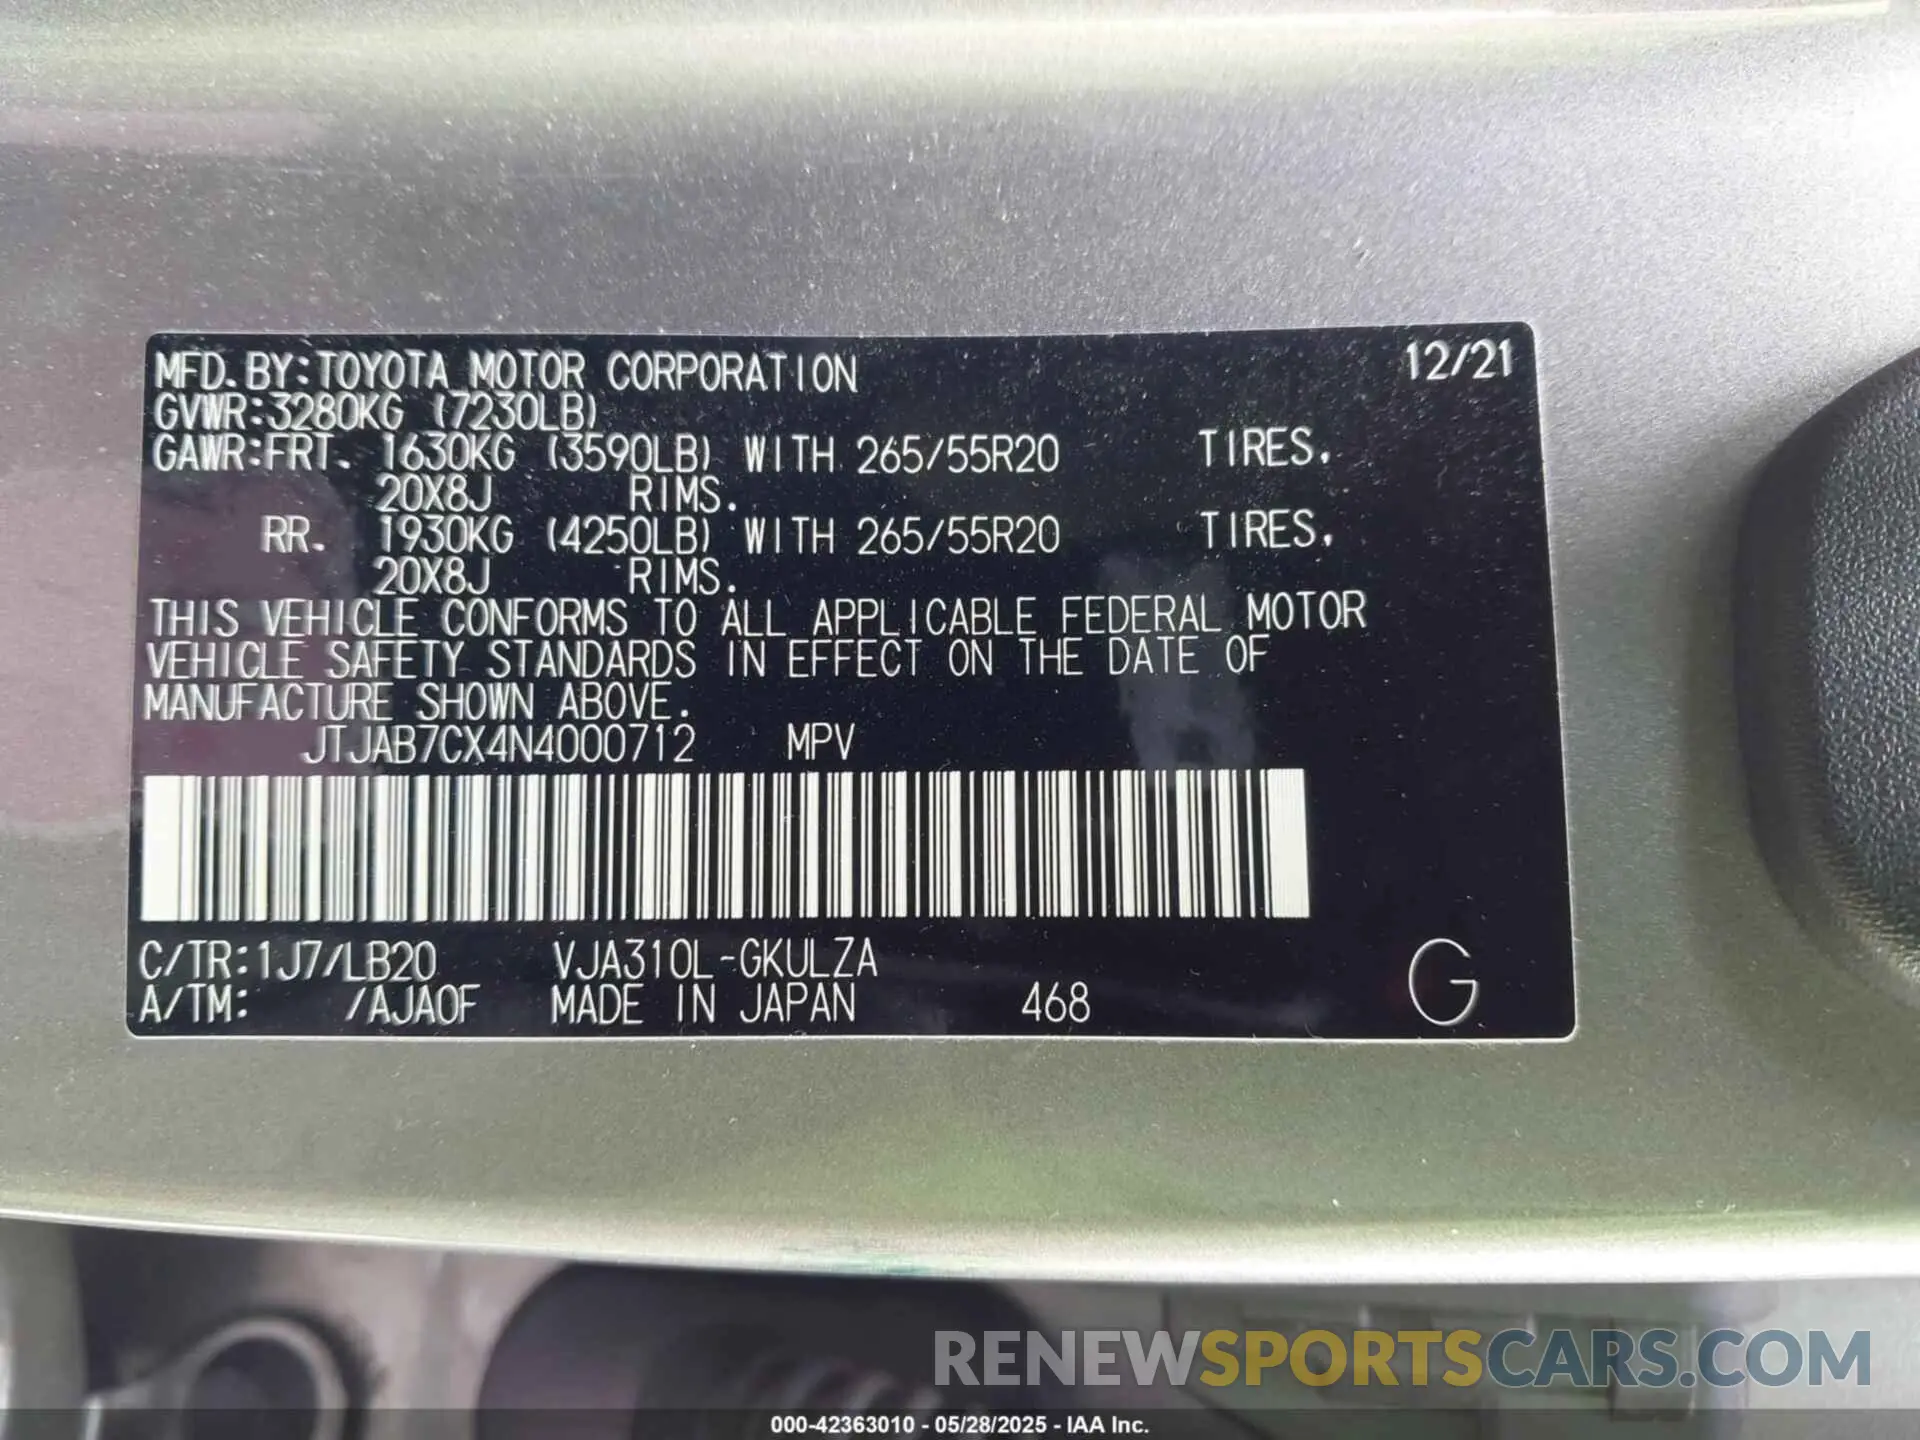 MFD. BY: TOYOTA MOTOR CORPORATION 12/21
GVWR: 3280KG (7230LB)
GAWR: FRT. 1630KG (3590LB) WITH 265/55R20 TIRES.
20X8J RIMS.
RR. 1930KG (4250LB) WITH 265/55R20 TIRES.
20X8J RIMS.
THIS VEHICLE CONFORMS TO ALL APPLICABLE FEDERAL MOTOR
VEHICLE SAFETY STANDARDS IN EFFECT ON THE DATE OF
MANUFACTURE SHOWN ABOVE.
JTJAB7CX4N4000712 MPV
C/TR: 1J7/LB20 VJA310L-GKULZA G
A/TM: /AJA0F MADE IN JAPAN 468
RENEWSPORTSCARS.COM
000-42363010 - 05/28/2025 - IAA Inc.